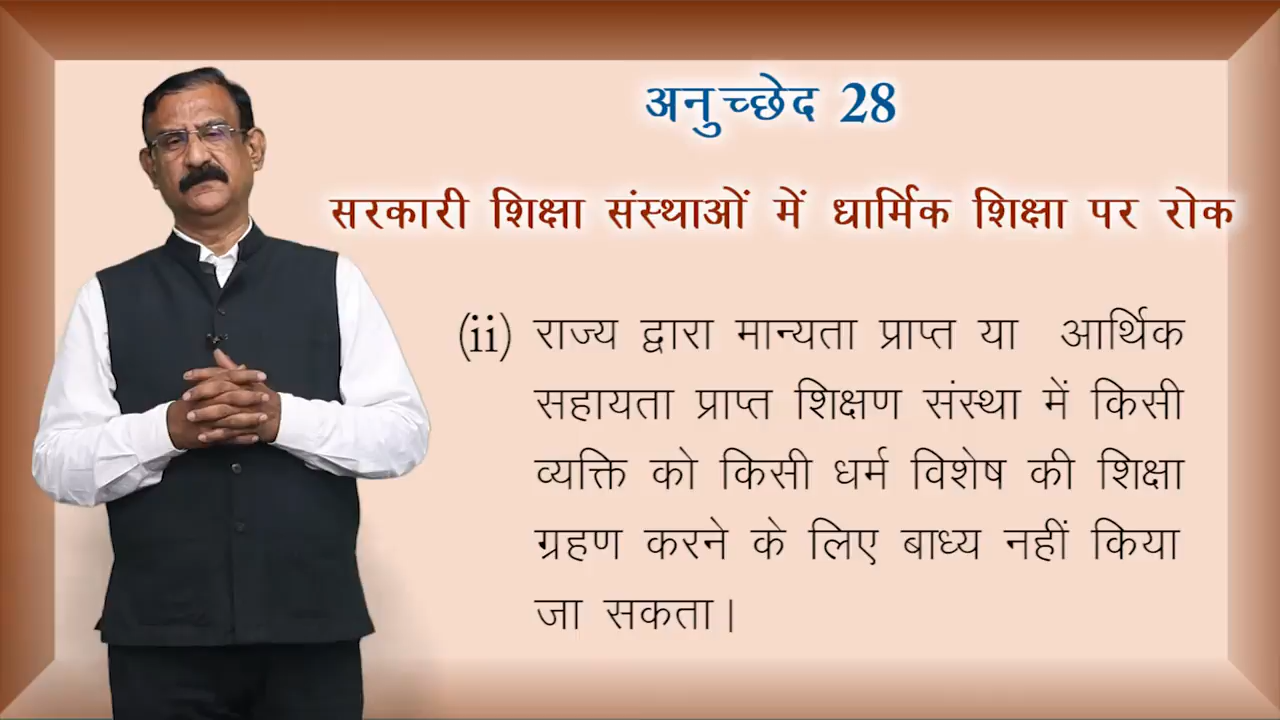 अनुच्छेद 28
सरकारी शिक्षा संस्थाओं में धार्मिक शिक्षा पर रोक
(ii) राज्य द्वारा मान्यता प्राप्त या आर्थिक
सहायता प्राप्त शिक्षण संस्था में किसी
व्यक्ति को किसी धर्म विशेष की शिक्षा
ग्रहण करने के लिए बाध्य नहीं किया
जा सकता।